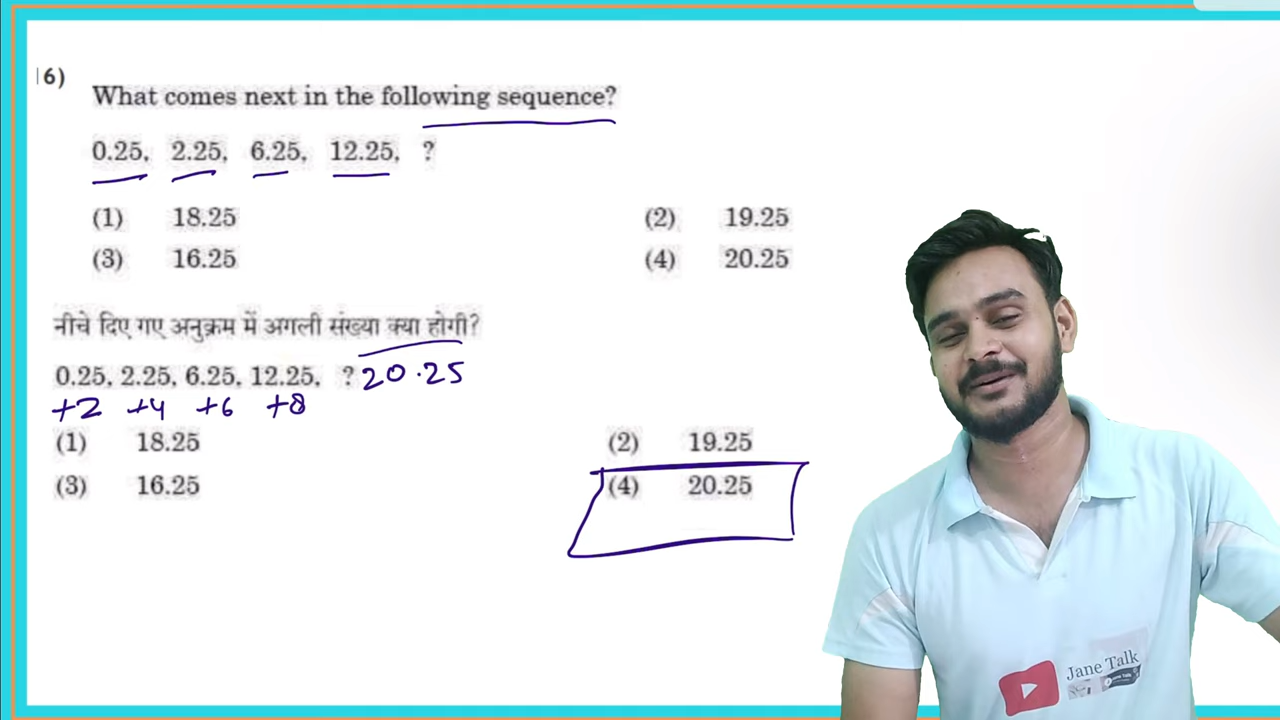 16)
What comes next in the following sequence?
0.25, 2.25, 6.25, 12.25, ?
(1) 18.25 (2) 19.25
(3) 16.25 (4) 20.25
नीचे दिए गए अनुक्रम में अगली संख्या क्या होगी?
0.25, 2.25, 6.25, 12.25, ? 20.25
+2 +4 +6 +8
(1) 18.25 (2) 19.25
(3) 16.25 (4) 20.25
Jane Talk